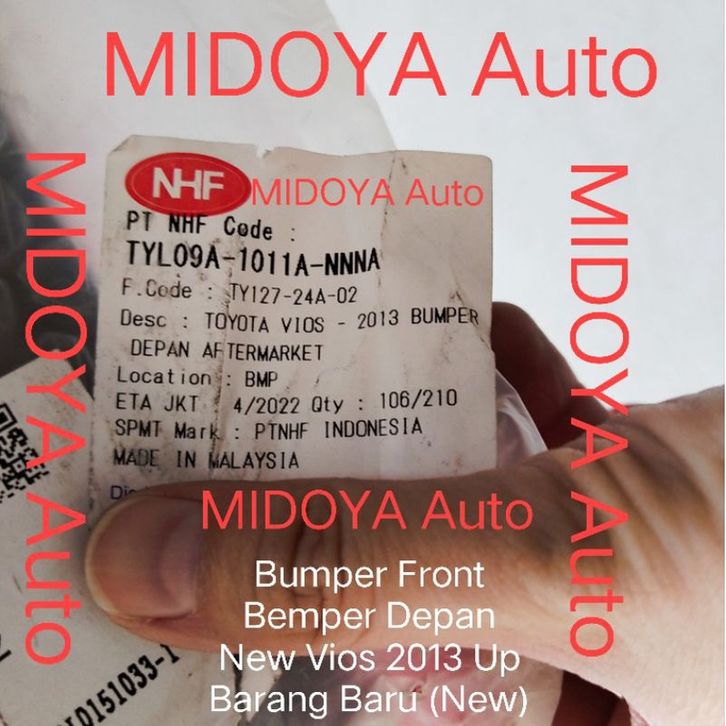 MIDOYA Auto
NHF
MIDOYA Auto
PT NHF Code :
TYL09A-1011A-NNNA
F.Code : TY127-24A-02
Desc : TOYOTA VIOS - 2013 BUMPER
DEPAN AFTERMARKET
Location : BMP
ETA JKT 4/2022 Qty : 106/210
SPMT Mark : PTNHF INDONESIA
MADE IN MALAYSIA
MIDOYA Auto
MIDOYA Auto
MIDOYA Auto
Bumper Front
Bemper Depan
New Vios 2013 Up
Barang Baru (New)